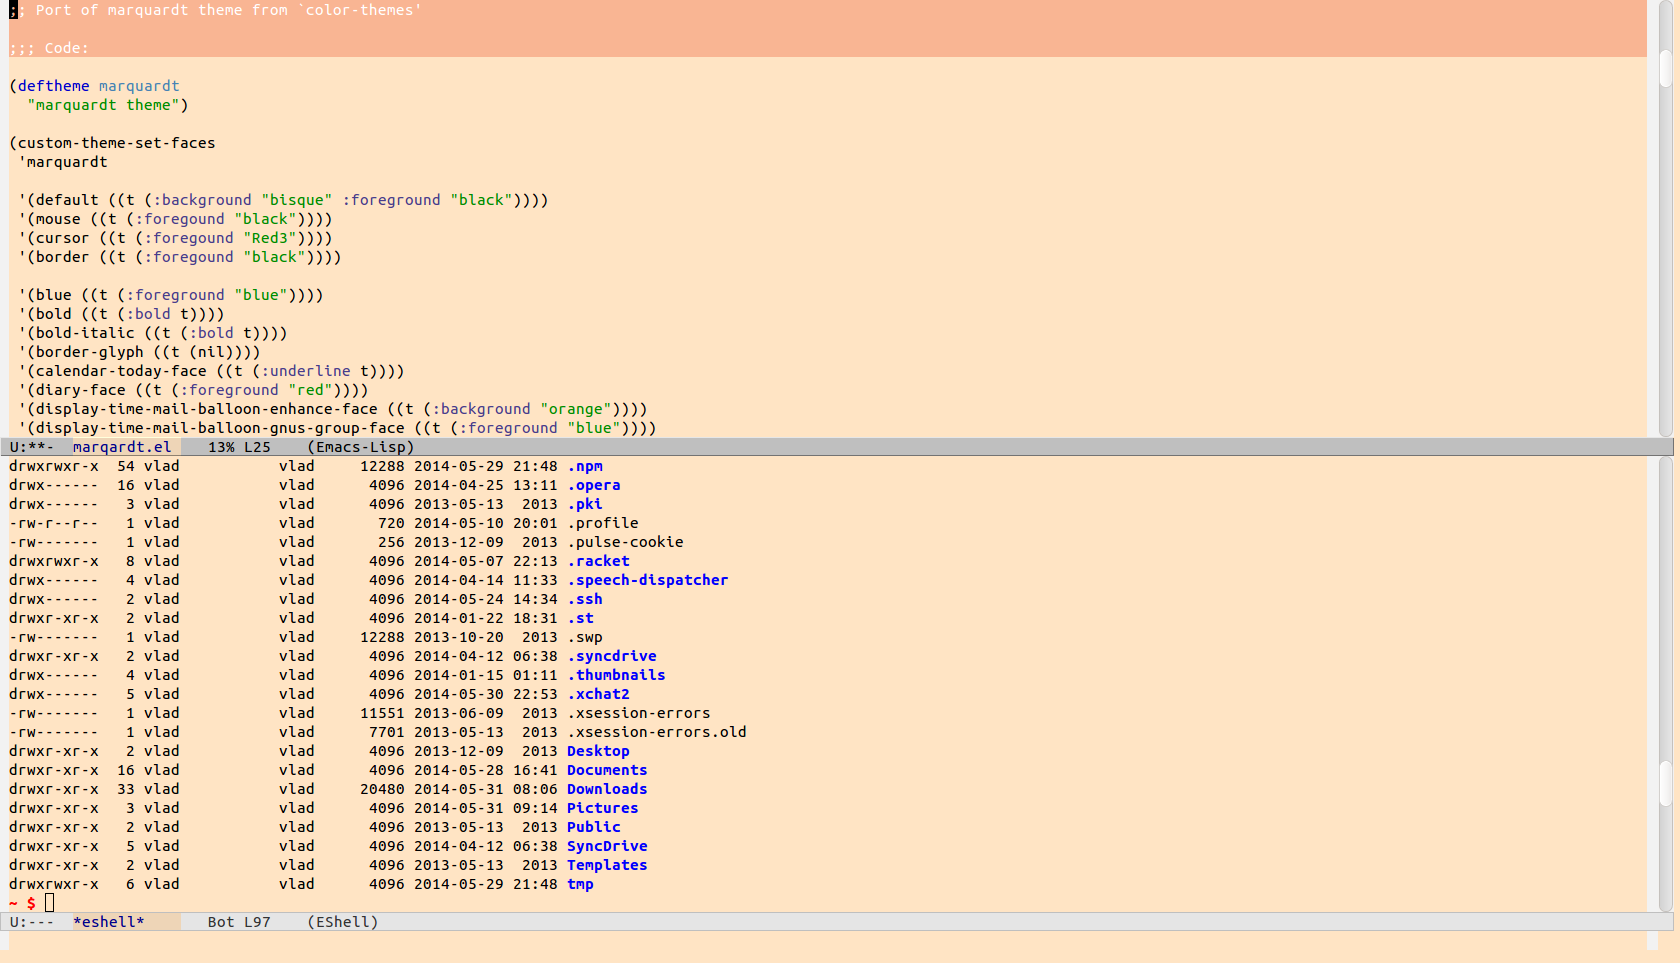 ;; Port of marquardt theme from `color-themes'
;;; Code:
(deftheme marquardt
  "marquardt theme")
(custom-theme-set-faces
 'marquardt
 '(default ((t (:background "bisque" :foreground "black"))))
 '(mouse ((t (:foregound "black"))))
 '(cursor ((t (:foregound "Red3"))))
 '(border ((t (:foregound "black"))))
 '(blue ((t (:foreground "blue"))))
 '(bold ((t (:bold t))))
 '(bold-italic ((t (:bold t))))
 '(border-glyph ((t (nil))))
 '(calendar-today-face ((t (:underline t))))
 '(diary-face ((t (:foreground "red"))))
 '(display-time-mail-balloon-enhance-face ((t (:background "orange"))))
 '(display-time-mail-balloon-gnus-group-face ((t (:foreground "blue"))))
U:**-  marqardt.el    13% L25    (Emacs-Lisp)
drwxrwxr-x  54 vlad           vlad     12288 2014-05-29 21:48 .npm
drwx------  16 vlad           vlad      4096 2014-04-25 13:11 .opera
drwx------   3 vlad           vlad      4096 2013-05-13  2013 .pki
-rw-r--r--   1 vlad           vlad       720 2014-05-10 20:01 .profile
-rw-------   1 vlad           vlad       256 2013-12-09  2013 .pulse-cookie
drwxrwxr-x   8 vlad           vlad      4096 2014-05-07 22:13 .racket
drwx------   4 vlad           vlad      4096 2014-04-14 11:33 .speech-dispatcher
drwx------   2 vlad           vlad      4096 2014-05-24 14:34 .ssh
drwxr-xr-x   2 vlad           vlad      4096 2014-01-22 18:31 .st
-rw-------   1 vlad           vlad     12288 2013-10-20  2013 .swp
drwxr-xr-x   2 vlad           vlad      4096 2014-04-12 06:38 .syncdrive
drwx------   4 vlad           vlad      4096 2014-01-15 01:11 .thumbnails
drwx------   5 vlad           vlad      4096 2014-05-30 22:53 .xchat2
-rw-------   1 vlad           vlad     11551 2013-06-09  2013 .xsession-errors
-rw-------   1 vlad           vlad      7701 2013-05-13  2013 .xsession-errors.old
drwxr-xr-x   2 vlad           vlad      4096 2013-12-09  2013 Desktop
drwxr-xr-x  16 vlad           vlad      4096 2014-05-28 16:41 Documents
drwxr-xr-x  33 vlad           vlad     20480 2014-05-31 08:06 Downloads
drwxr-xr-x   3 vlad           vlad      4096 2014-05-31 09:14 Pictures
drwxr-xr-x   2 vlad           vlad      4096 2013-05-13  2013 Public
drwxr-xr-x   5 vlad           vlad      4096 2014-04-12 06:38 SyncDrive
drwxr-xr-x   2 vlad           vlad      4096 2013-05-13  2013 Templates
drwxrwxr-x   6 vlad           vlad      4096 2014-05-29 21:48 tmp
~ $
U:---  *eshell*       Bot L97    (EShell)